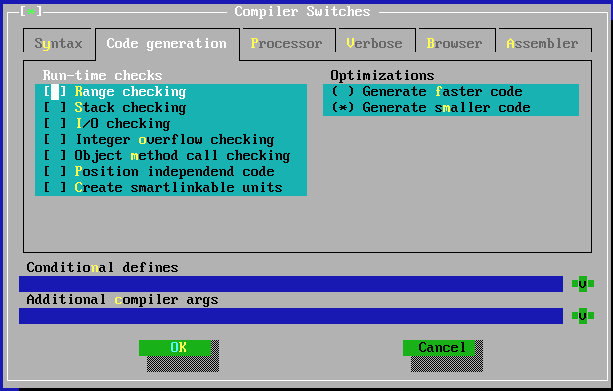 [*] Compiler Switches
Syntax Code generation Processor Verbose Browser Assembler
Run-time checks
[ ] Range checking
[ ] Stack checking
[ ] I/O checking
[ ] Integer overflow checking
[ ] Object method call checking
[ ] Position independend code
[ ] Create smartlinkable units
Optimizations
( ) Generate faster code
(*) Generate smaller code
Conditional defines
v
Additional compiler args
v
OK Cancel